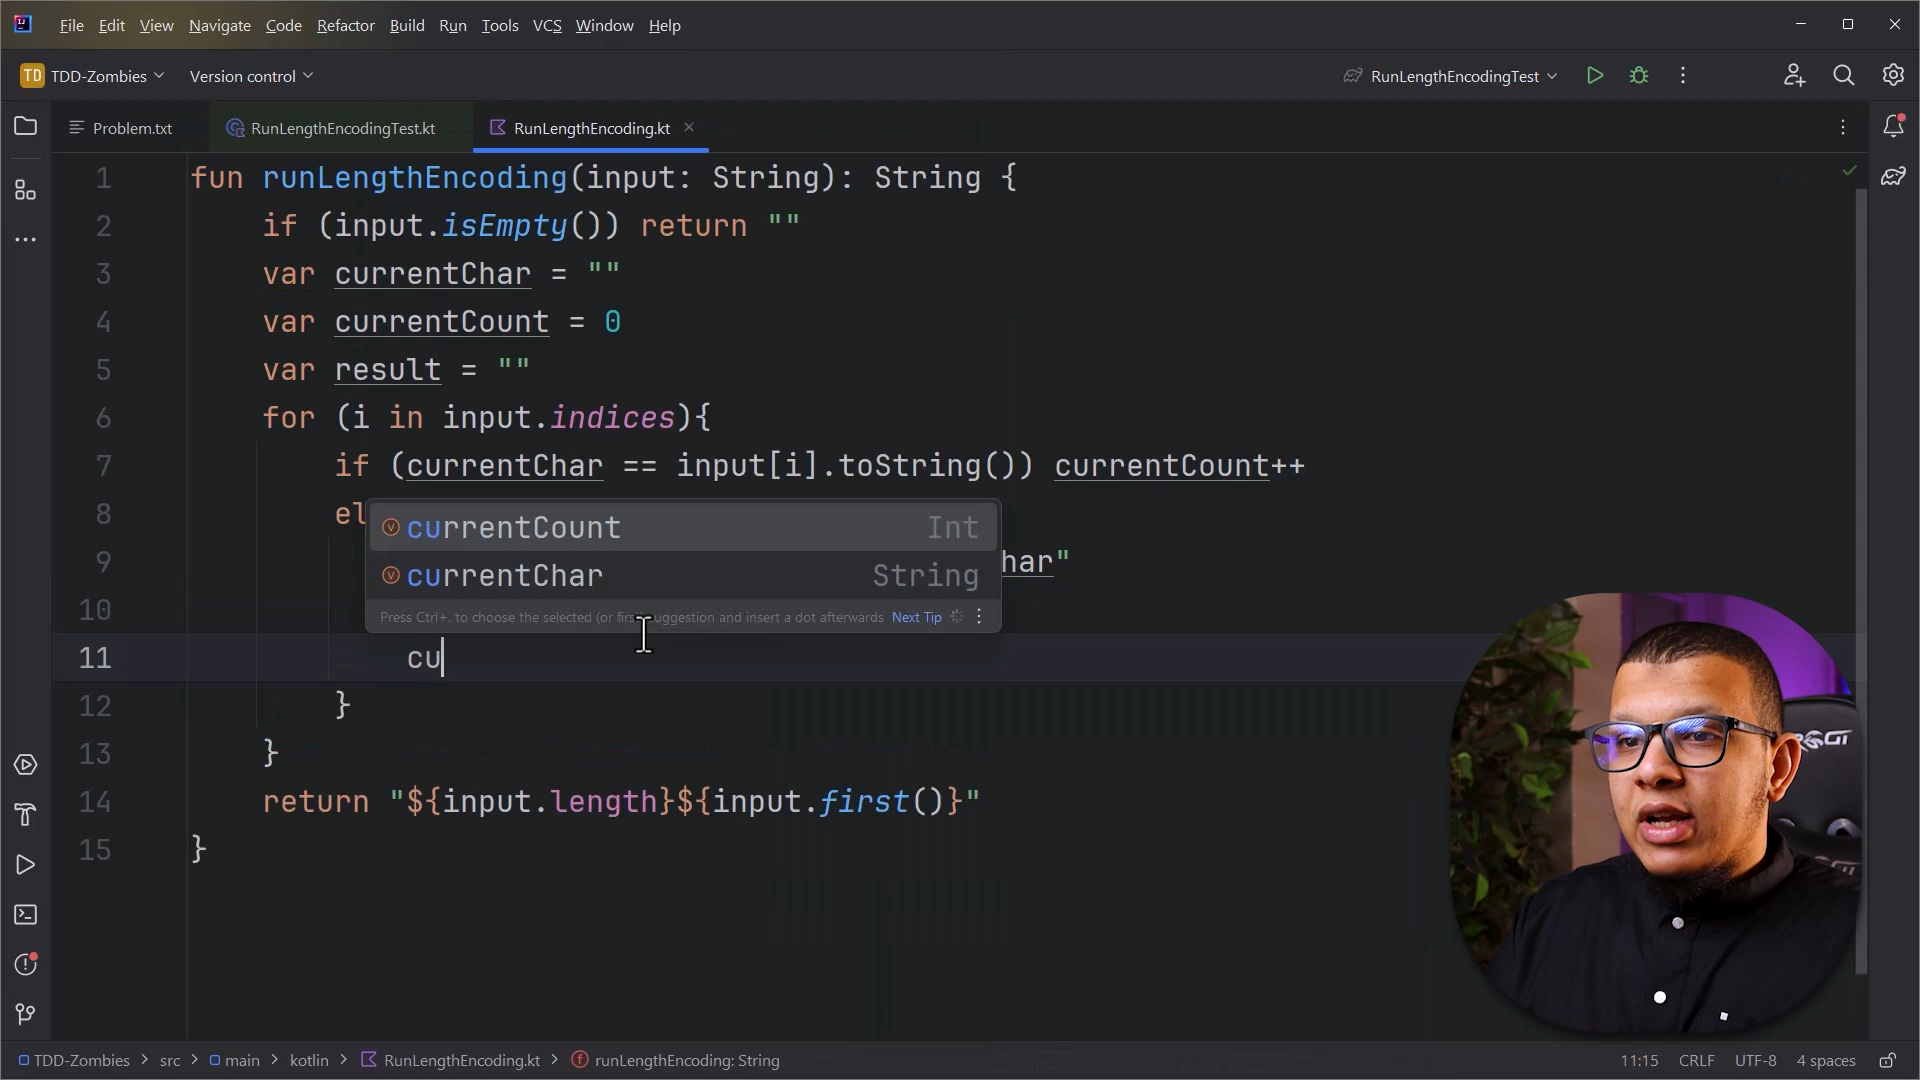 File Edit View Navigate Code Refactor Build Run Tools VCS Window Help
TD TDD-Zombies Version control RunLengthEncodingTest
Problem.txt RunLengthEncodingTest.kt RunLengthEncoding.kt
1 fun runLengthEncoding(input: String): String {
2 if (input.isEmpty()) return ""
3 var currentChar = ""
4 var currentCount = 0
5 var result = ""
6 for (i in input.indices){
7 if (currentChar == input[i].toString()) currentCount++
8 el
currentCount Int
9 har"
currentChar String
10
Press Ctrl+. to choose the selected (or first) suggestion and insert a dot afterwards Next Tip
11 cu
12 }
13 }
14 return "${input.length}${input.first()}"
15 }
TDD-Zombies > src > main > kotlin > RunLengthEncoding.kt > runLengthEncoding: String 11:15 CRLF UTF-8 4 spaces